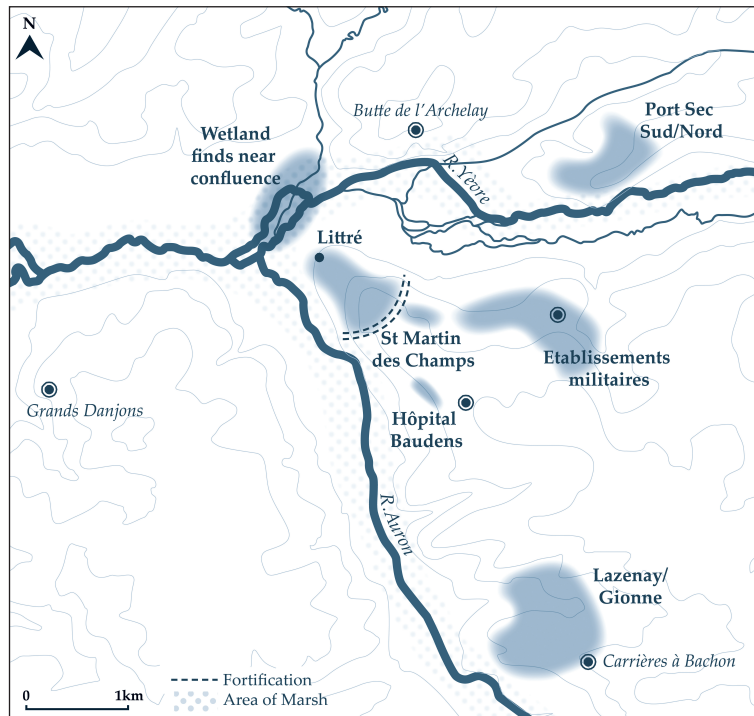 N
Butte de l'Archelay
Port Sec
Sud/Nord
Wetland
finds near
confluence
R. Yèvre
Littré
St Martin
des Champs
Etablissements
militaires
Grands Danjons
Hôpital
Baudens
R. Auron
Lazenay/
Gionne
Carrières à Bachon
Fortification
Area of Marsh
0 1km